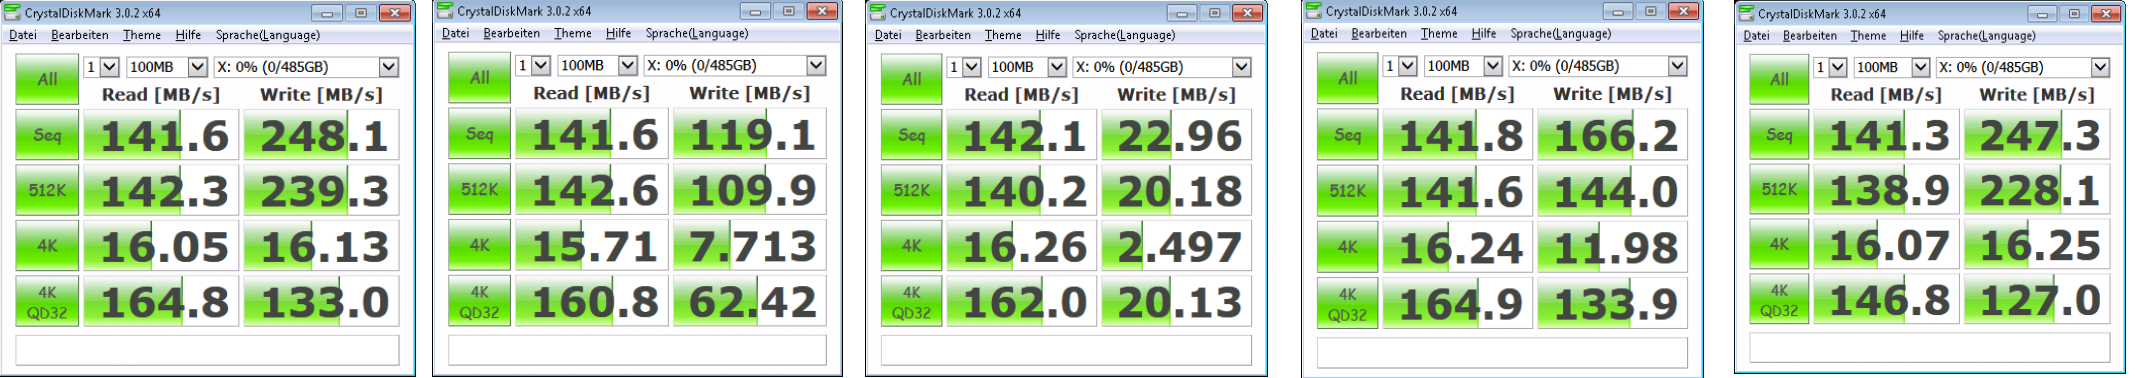 CrystalDiskMark 3.0.2 x64
Datei Bearbeiten Theme Hilfe Sprache(Language)
All 1 100MB X: 0% (0/485GB)
Read [MB/s] Write [MB/s]
Seq 141.6 248.1
512K 142.3 239.3
4K 16.05 16.13
4K
QD32 164.8 133.0
CrystalDiskMark 3.0.2 x64
Datei Bearbeiten Theme Hilfe Sprache(Language)
All 1 100MB X: 0% (0/485GB)
Read [MB/s] Write [MB/s]
Seq 141.6 119.1
512K 142.6 109.9
4K 15.71 7.713
4K
QD32 160.8 62.42
CrystalDiskMark 3.0.2 x64
Datei Bearbeiten Theme Hilfe Sprache(Language)
All 1 100MB X: 0% (0/485GB)
Read [MB/s] Write [MB/s]
Seq 142.1 22.96
512K 140.2 20.18
4K 16.26 2.497
4K
QD32 162.0 20.13
CrystalDiskMark 3.0.2 x64
Datei Bearbeiten Theme Hilfe Sprache(Language)
All 1 100MB X: 0% (0/485GB)
Read [MB/s] Write [MB/s]
Seq 141.8 166.2
512K 141.6 144.0
4K 16.24 11.98
4K
QD32 164.9 133.9
CrystalDiskMark 3.0.2 x64
Datei Bearbeiten Theme Hilfe Sprache(Language)
All 1 100MB X: 0% (0/485GB)
Read [MB/s] Write [MB/s]
Seq 141.3 247.3
512K 138.9 228.1
4K 16.07 16.25
4K
QD32 146.8 127.0